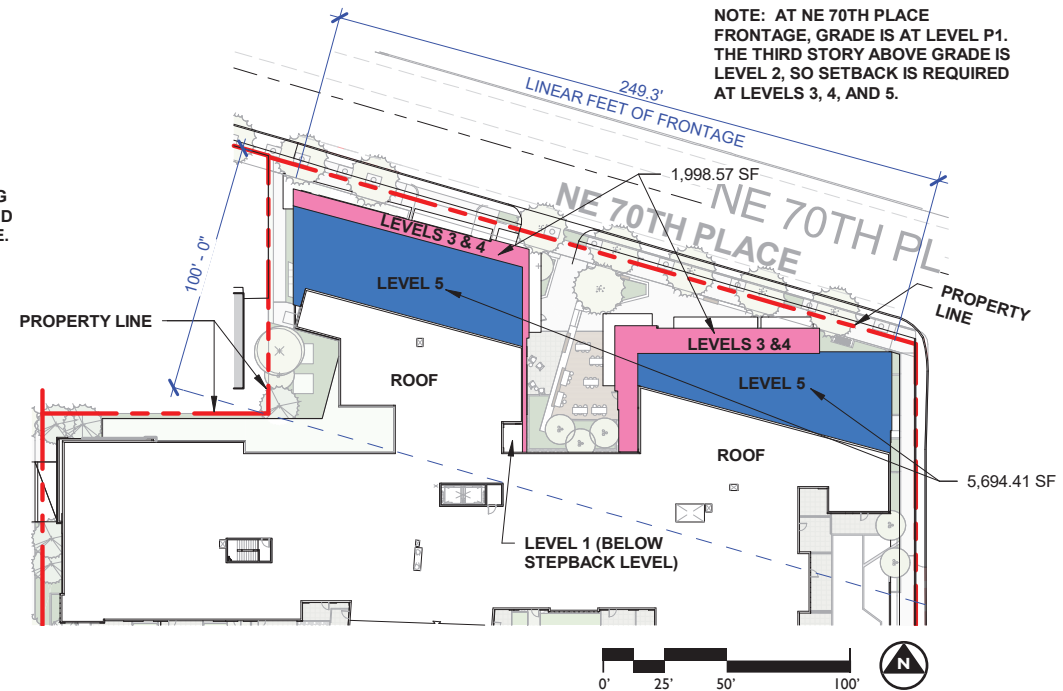 NOTE: AT NE 70TH PLACE
FRONTAGE, GRADE IS AT LEVEL P1.
THE THIRD STORY ABOVE GRADE IS
LEVEL 2, SO SETBACK IS REQUIRED
AT LEVELS 3, 4, AND 5.
249.3'
LINEAR FEET OF FRONTAGE
1,998.57 SF
NE 70TH PLACE
NE 70TH PL
G
D
E.
LEVELS 3 & 4
100' - 0"
LEVEL 5
PROPERTY LINE
PROPERTY
LINE
LEVELS 3 &4
ROOF
LEVEL 5
ROOF
5,694.41 SF
LEVEL 1 (BELOW
STEPBACK LEVEL)
0' 25' 50' 100'
N